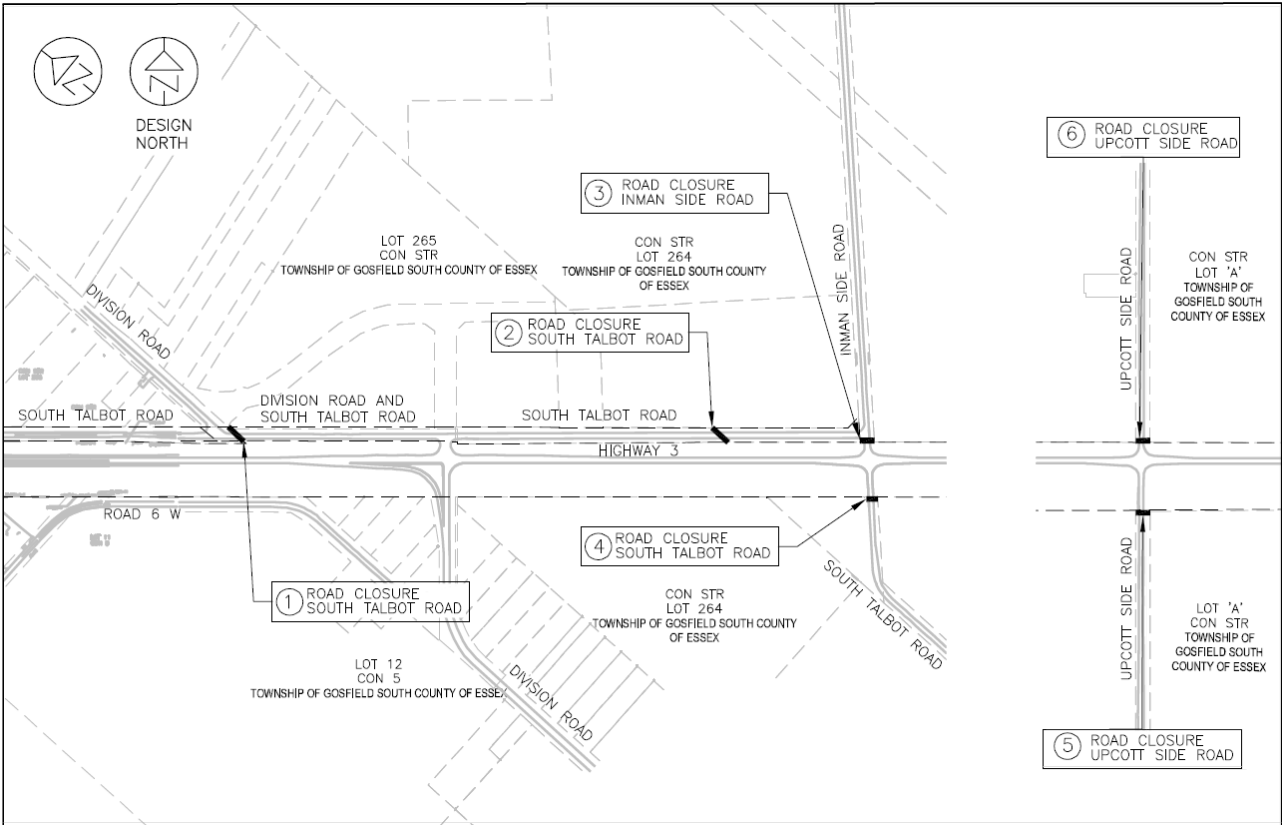 DESIGN
NORTH
6
ROAD CLOSURE
UPCOTT SIDE ROAD
3
ROAD CLOSURE
INMAN SIDE ROAD
LOT 265
CON STR
TOWNSHIP OF GOSFIELD SOUTH COUNTY OF ESSEX
CON STR
LOT 264
TOWNSHIP OF GOSFIELD SOUTH COUNTY
OF ESSEX
INMAN SIDE ROAD
UPCOTT SIDE ROAD
CON STR
LOT 'A'
TOWNSHIP OF
GOSFIELD SOUTH
COUNTY OF ESSEX
DIVISION ROAD
2
ROAD CLOSURE
SOUTH TALBOT ROAD
SOUTH TALBOT ROAD
DIVISION ROAD AND
SOUTH TALBOT ROAD
SOUTH TALBOT ROAD
HIGHWAY 3
ROAD 6 W
4
ROAD CLOSURE
SOUTH TALBOT ROAD
1
ROAD CLOSURE
SOUTH TALBOT ROAD
CON STR
LOT 264
TOWNSHIP OF GOSFIELD SOUTH COUNTY
OF ESSEX
SOUTH TALBOT ROAD
UPCOTT SIDE ROAD
LOT 'A'
CON STR
TOWNSHIP OF
GOSFIELD SOUTH
COUNTY OF ESSEX
LOT 12
CON 5
TOWNSHIP OF GOSFIELD SOUTH COUNTY OF ESSEX
DIVISION ROAD
5
ROAD CLOSURE
UPCOTT SIDE ROAD